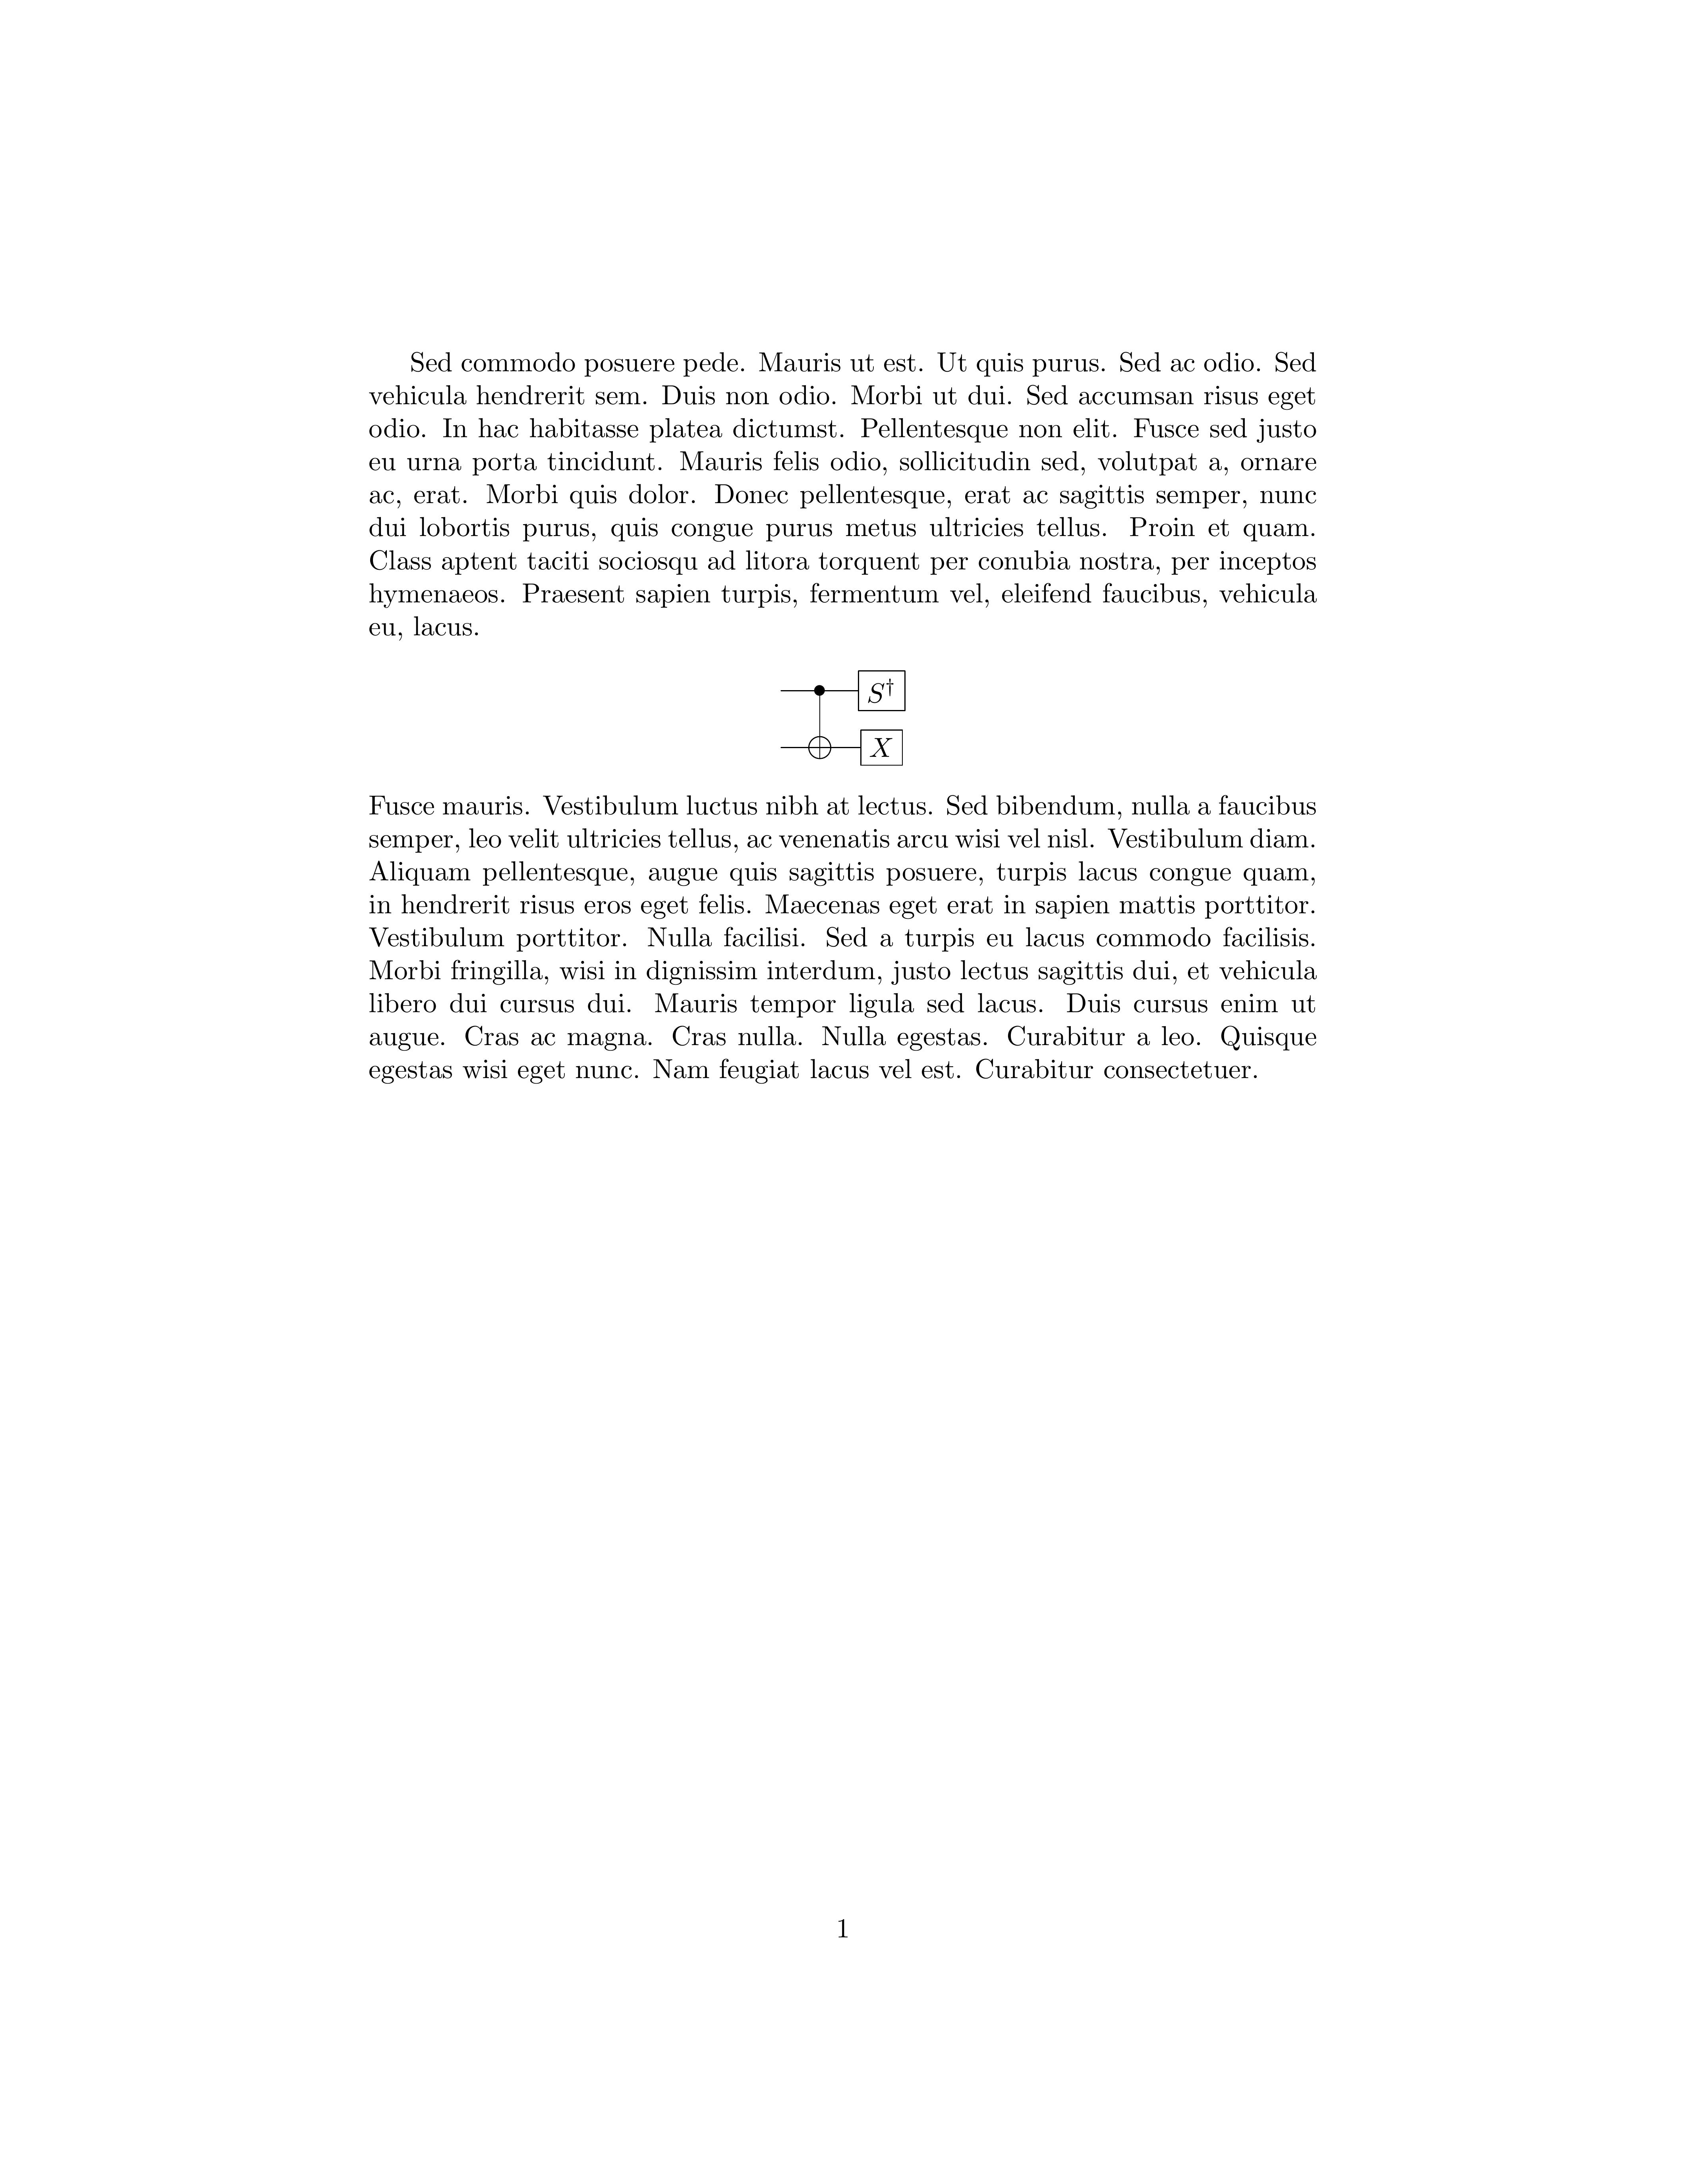 Sed commodo posuere pede. Mauris ut est. Ut quis purus. Sed ac odio. Sed
vehicula hendrerit sem. Duis non odio. Morbi ut dui. Sed accumsan risus eget
odio. In hac habitasse platea dictumst. Pellentesque non elit. Fusce sed justo
eu urna porta tincidunt. Mauris felis odio, sollicitudin sed, volutpat a, ornare
ac, erat. Morbi quis dolor. Donec pellentesque, erat ac sagittis semper, nunc
dui lobortis purus, quis congue purus metus ultricies tellus. Proin et quam.
Class aptent taciti sociosqu ad litora torquent per conubia nostra, per inceptos
hymenaeos. Praesent sapien turpis, fermentum vel, eleifend faucibus, vehicula
eu, lacus.
S†
X
Fusce mauris. Vestibulum luctus nibh at lectus. Sed bibendum, nulla a faucibus
semper, leo velit ultricies tellus, ac venenatis arcu wisi vel nisl. Vestibulum diam.
Aliquam pellentesque, augue quis sagittis posuere, turpis lacus congue quam,
in hendrerit risus eros eget felis. Maecenas eget erat in sapien mattis porttitor.
Vestibulum porttitor. Nulla facilisi. Sed a turpis eu lacus commodo facilisis.
Morbi fringilla, wisi in dignissim interdum, justo lectus sagittis dui, et vehicula
libero dui cursus dui. Mauris tempor ligula sed lacus. Duis cursus enim ut
augue. Cras ac magna. Cras nulla. Nulla egestas. Curabitur a leo. Quisque
egestas wisi eget nunc. Nam feugiat lacus vel est. Curabitur consectetuer.
1